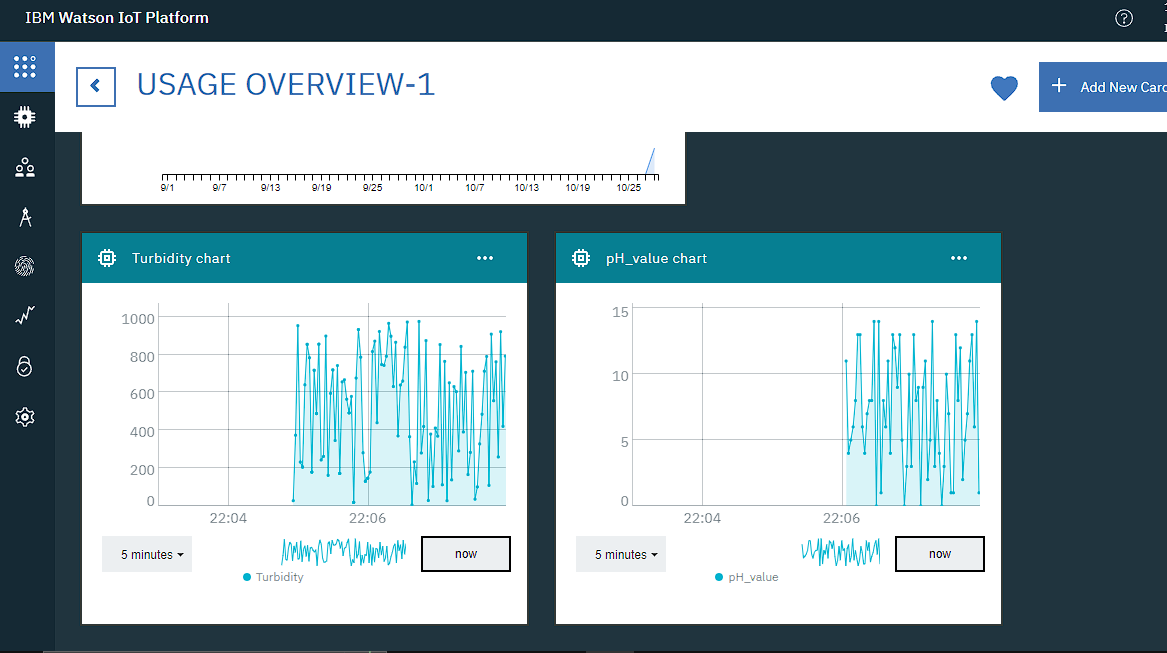 IBM Watson IoT Platform
USAGE OVERVIEW-1
+ Add New Card
9/1 9/7 9/13 9/19 9/25 10/1 10/7 10/13 10/19 10/25
Turbidity chart
1000
800
600
400
200
0
22:04 22:06
5 minutes
now
Turbidity
pH_value chart
15
10
5
0
22:04 22:06
5 minutes
now
pH_value